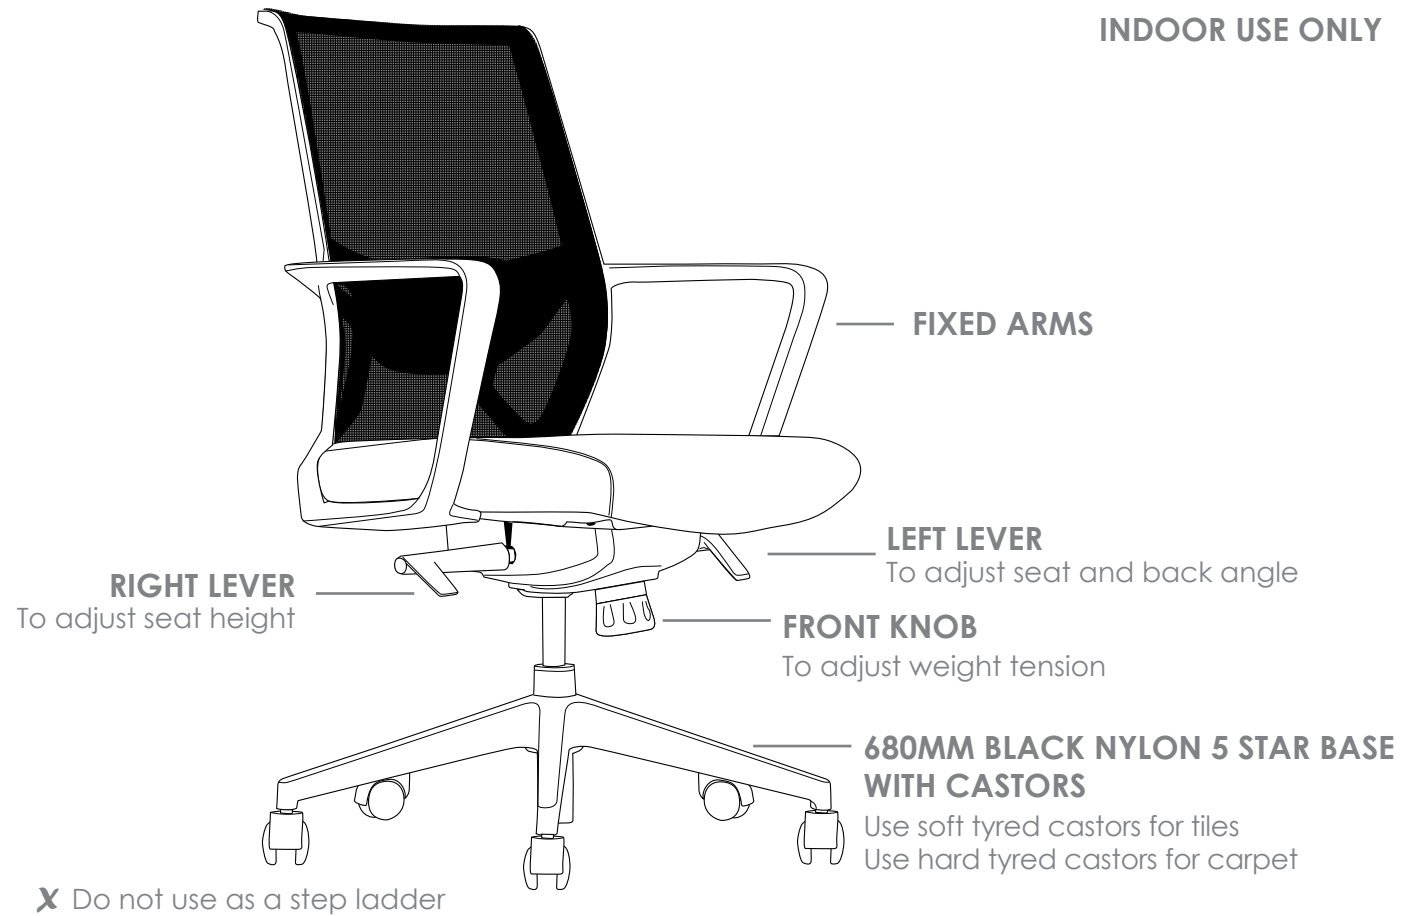 INDOOR USE ONLY
FIXED ARMS
LEFT LEVER
To adjust seat and back angle
RIGHT LEVER
To adjust seat height
FRONT KNOB
To adjust weight tension
680MM BLACK NYLON 5 STAR BASE
WITH CASTORS
Use soft tyred castors for tiles
Use hard tyred castors for carpet
✘ Do not use as a step ladder